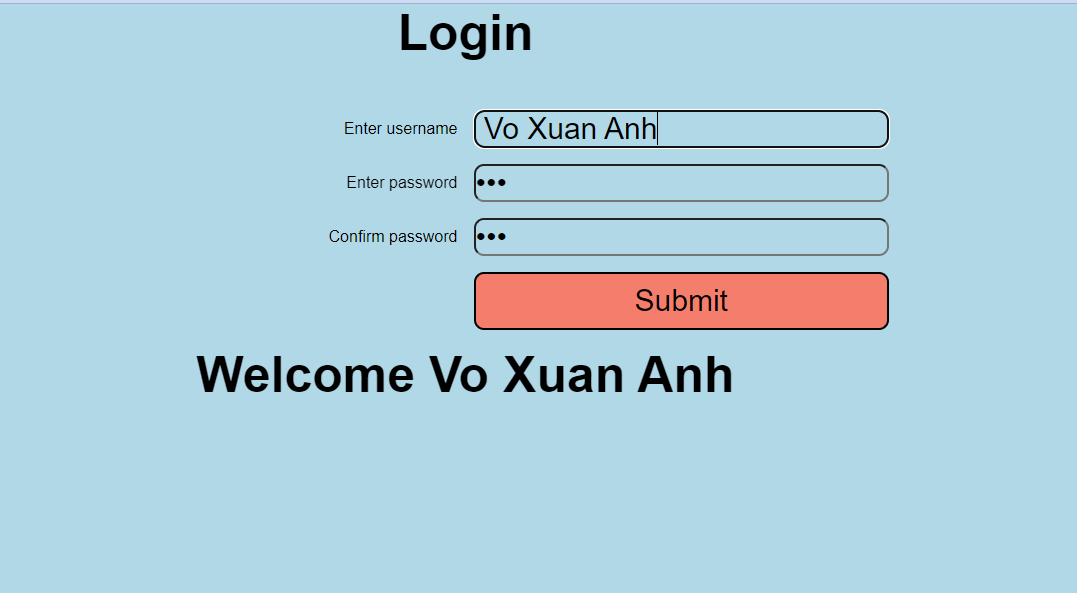 Login
Enter username Vo Xuan Anh
Enter password •••
Confirm password •••
Submit
Welcome Vo Xuan Anh